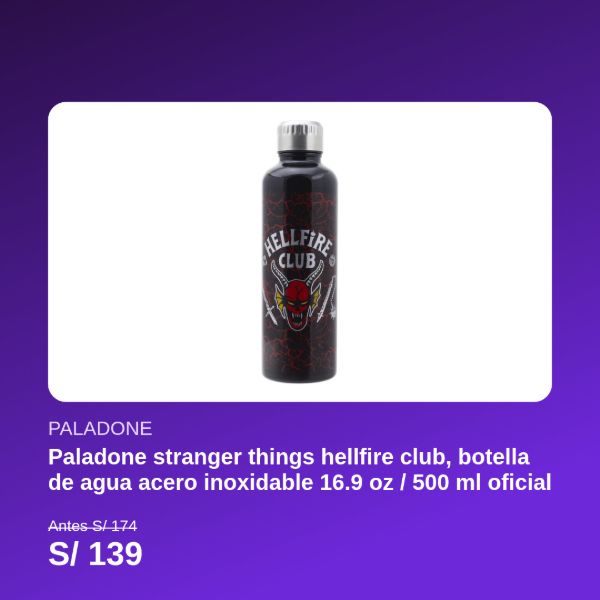 HELLFIRE
CLUB
PALADONE
Paladone stranger things hellfire club, botella
de agua acero inoxidable 16.9 oz / 500 ml oficial
Antes S/ 174
S/ 139